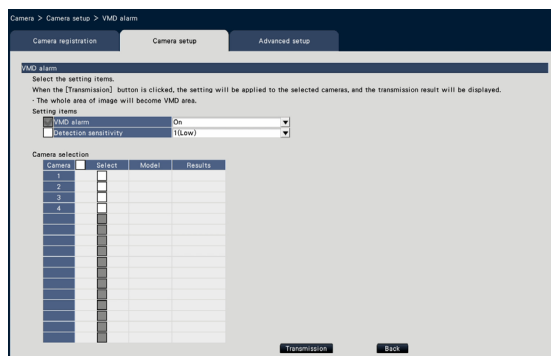 Camera > Camera setup > VMD alarm
Camera registration
Camera setup
Advanced setup
VMD alarm
Select the setting items.
When the [Transmission] button is clicked, the setting will be applied to the selected cameras, and the transmission result will be displayed.
· The whole area of image will become VMD area.
Setting items
VMD alarm On
Detection sensitivity 1(Low)
Camera selection
Camera Select Model Results
1
2
3
4
Transmission Back